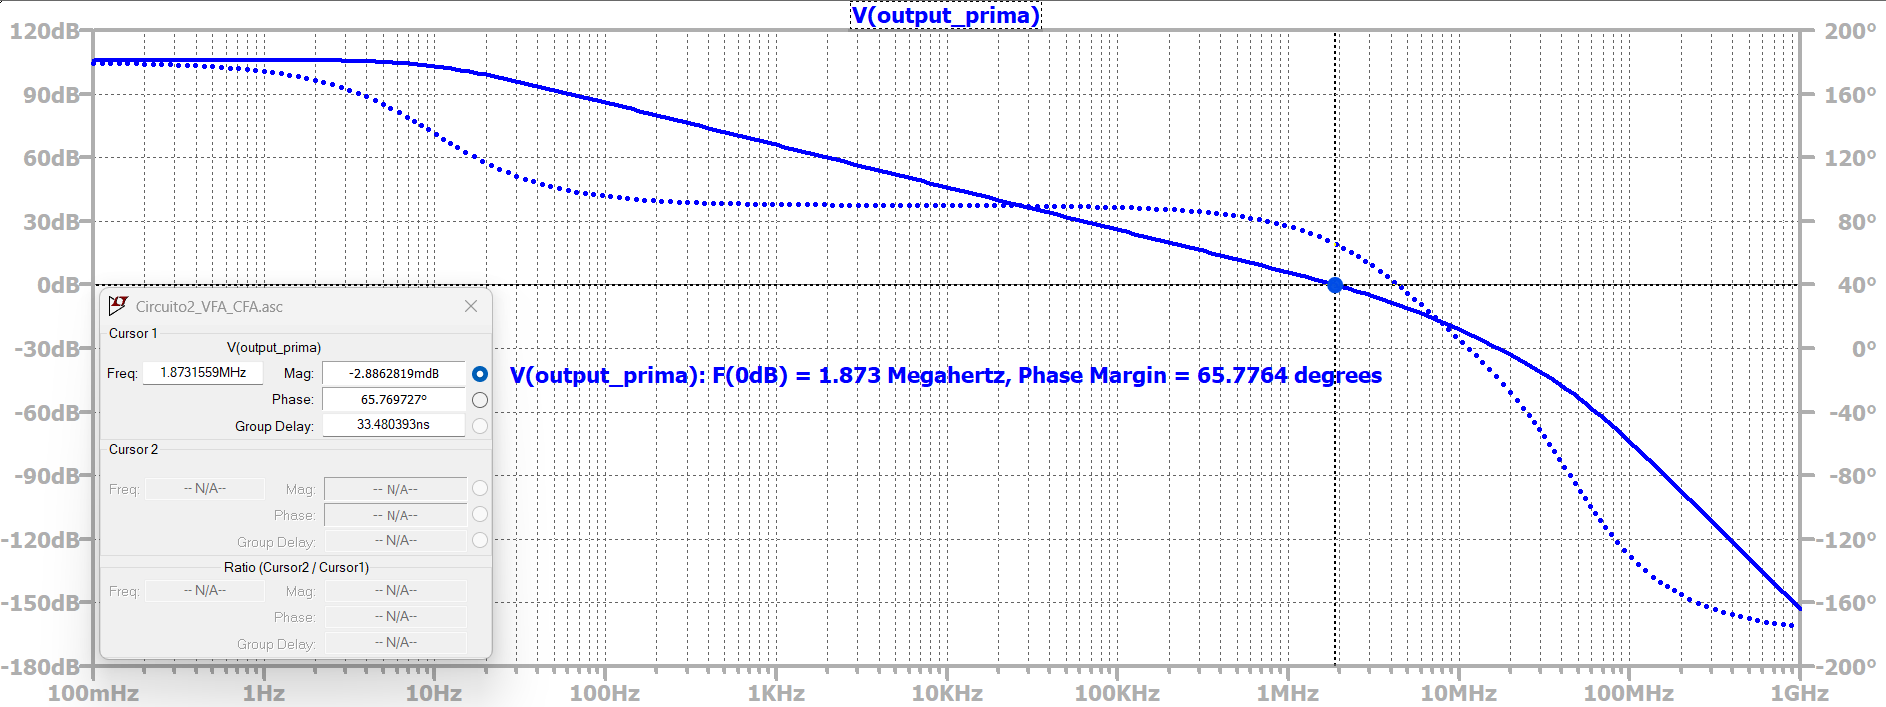 V(output_prima)
120dB
90dB
60dB
30dB
0dB
-30dB
-60dB
-90dB
-120dB
-150dB
-180dB
200°
160°
120°
80°
40°
0°
-40°
-80°
-120°
-160°
-200°
Circuito2_VFA_CFA.asc
Cursor 1
V(output_prima)
Freq: 1.8731559MHz Mag: -2.8862819mdB
Phase: 65.769727°
Group Delay: 33.480393ns
Cursor 2
Freq: -- N/A-- Mag: -- N/A--
Phase: -- N/A--
Group Delay: -- N/A--
Ratio (Cursor2 / Cursor1)
Freq: -- N/A-- Mag: -- N/A--
Phase: -- N/A--
Group Delay: -- N/A--
V(output_prima): F(0dB) = 1.873 Megahertz, Phase Margin = 65.7764 degrees
100mHz 1Hz 10Hz 100Hz 1KHz 10KHz 100KHz 1MHz 10MHz 100MHz 1GHz